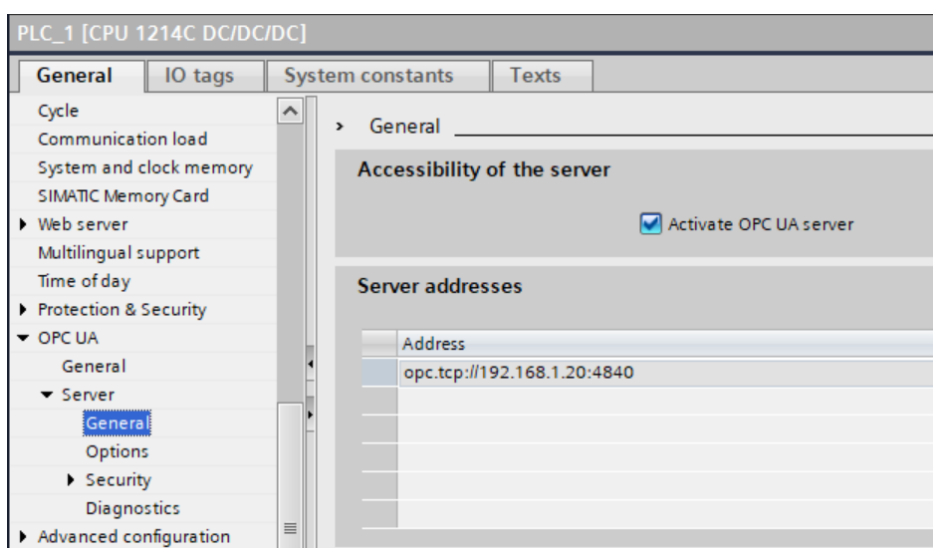 PLC_1 [CPU 1214C DC/DC/DC]
General IO tags System constants Texts
Cycle
Communication load
System and clock memory
SIMATIC Memory Card
Web server
Multilingual support
Time of day
Protection & Security
OPC UA
General
Server
General
Options
Security
Diagnostics
Advanced configuration
General
Accessibility of the server
Activate OPC UA server
Server addresses
Address
opc.tcp://192.168.1.20:4840